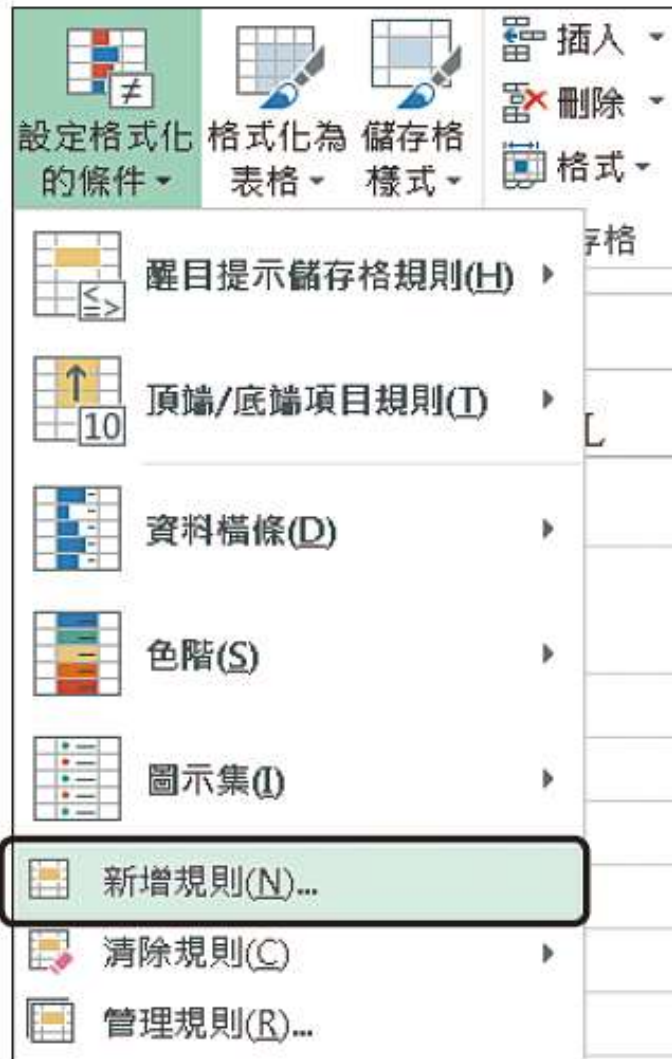 設定格式化
的條件
格式化為
表格
儲存格
樣式
插入
刪除
格式
存格
醒目提示儲存格規則(H)
頂端/底端項目規則(T)
資料橫條(D)
色階(S)
圖示集(I)
新增規則(N)...
清除規則(C)
管理規則(R)...